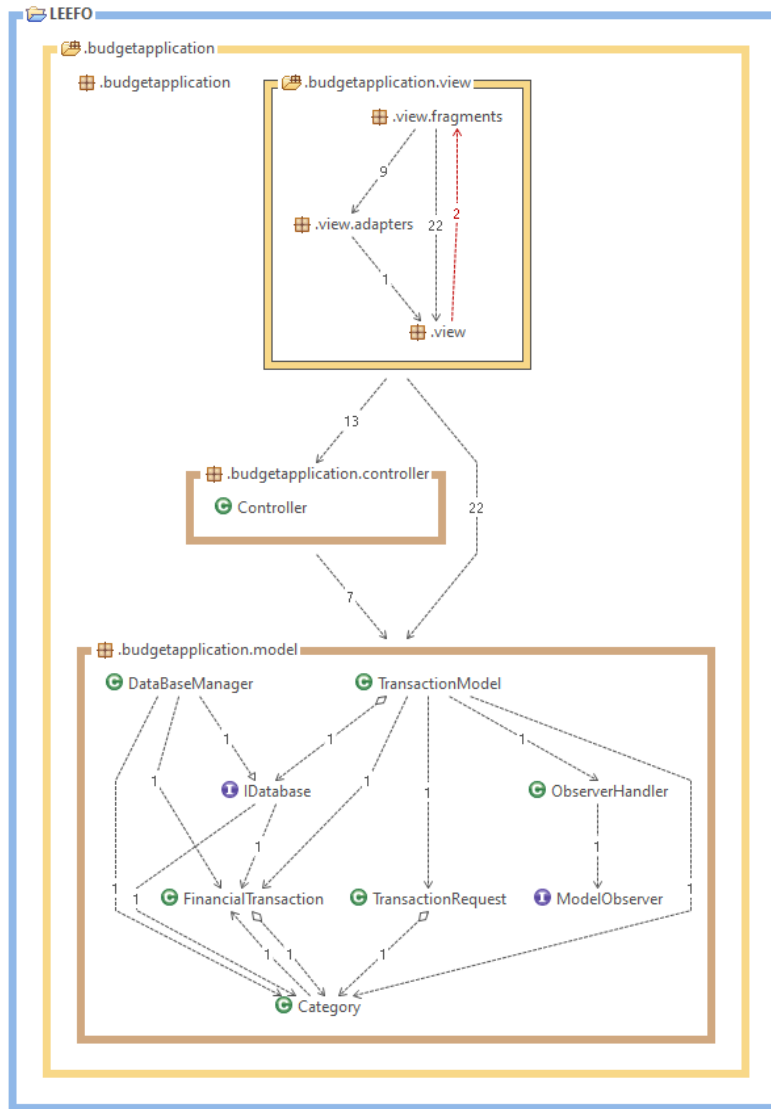 LEEFO
.budgetapplication
.budgetapplication
.budgetapplication.view
.view.fragments
9
2
.view.adapters
22
1
.view
13
.budgetapplication.controller
Controller
22
7
.budgetapplication.model
DataBaseManager
TransactionModel
1
1
1
1
1
IDatabase
ObserverHandler
1
1
1
1
FinancialTransaction
TransactionRequest
ModelObserver
1
1
1
1
1
1
Category